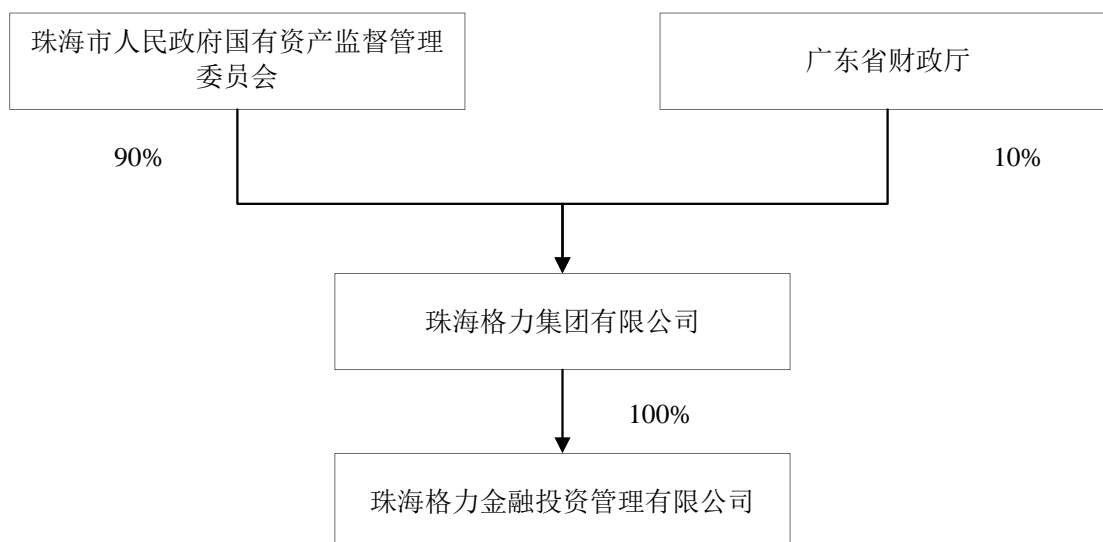 珠海市人民政府国有资产监督管理
委员会
广东省财政厅
90%
10%
珠海格力集团有限公司
100%
珠海格力金融投资管理有限公司